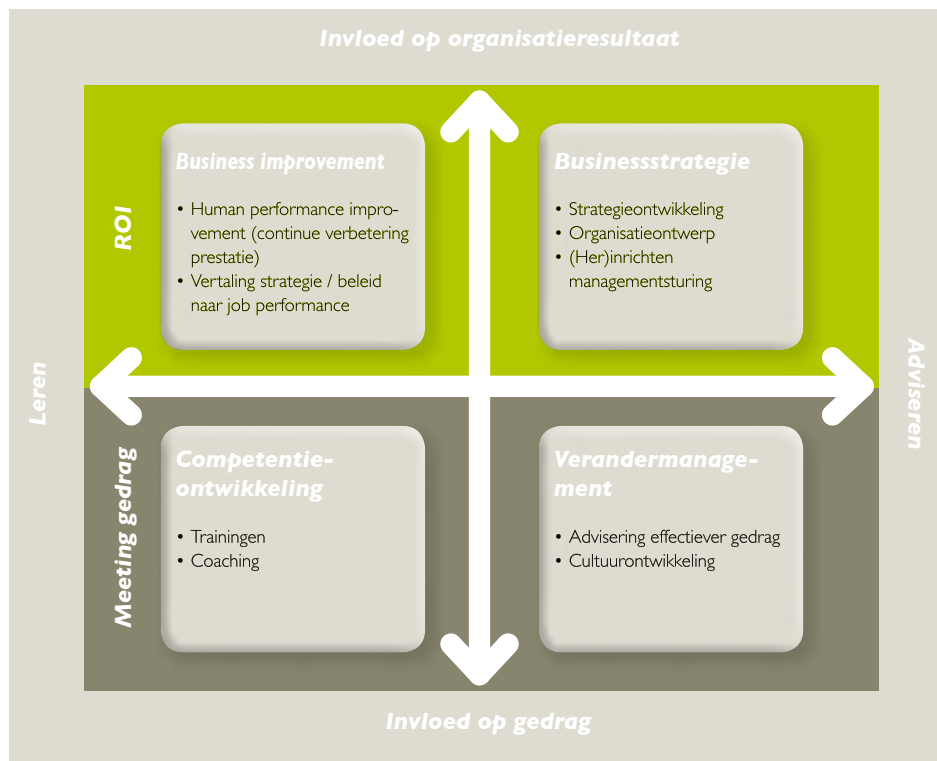 Invloed op organisatieresultaat
ROI
Business improvement
• Human performance impro-
vement (continue verbetering
prestatie)
• Vertaling strategie / beleid
naar job performance
Businessstrategie
• Strategieontwikkeling
• Organisatieontwerp
• (Her)inrichten
managementsturing
Leren
Adviseren
Meeting gedrag
Competentie-
ontwikkeling
• Trainingen
• Coaching
Verandermanage-
ment
• Advisering effectiever gedrag
• Cultuurontwikkeling
Invloed op gedrag